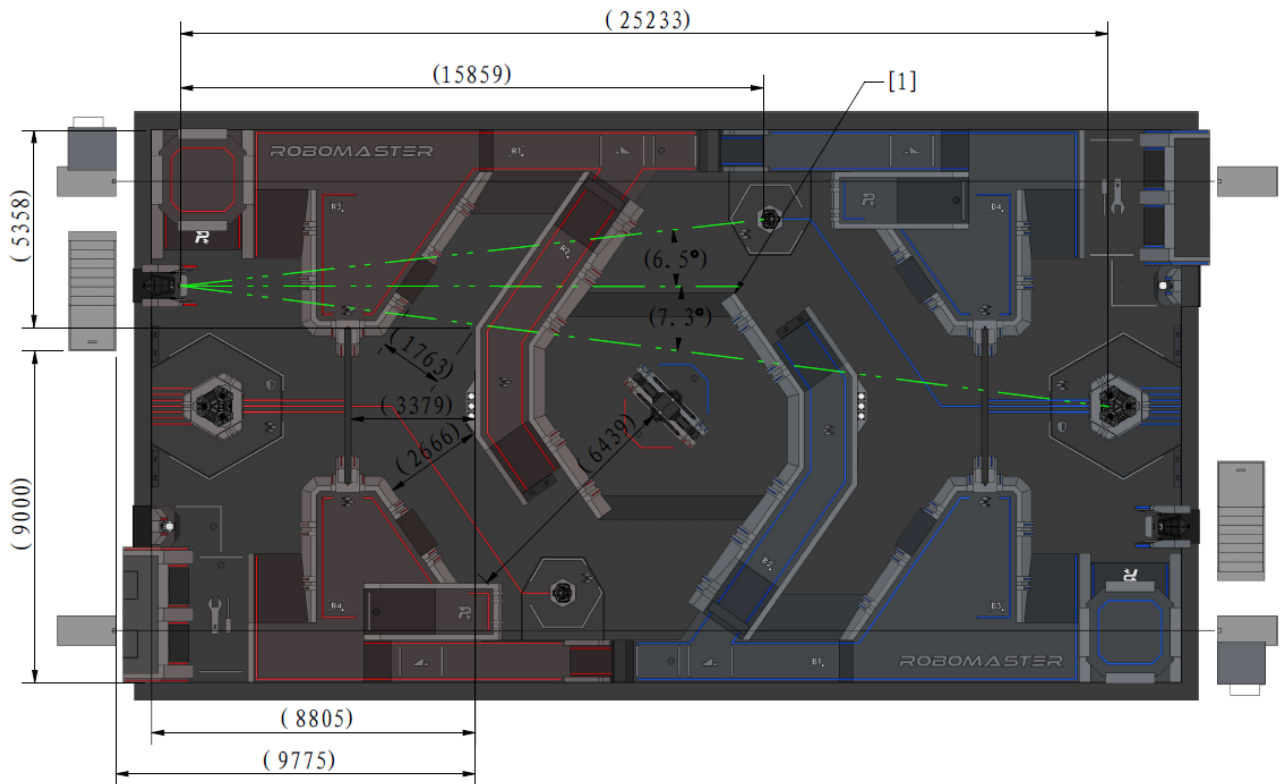 ( 25233)
(15859)
[1]
ROBOMASTER
R1
R3
B4
R2
( 5358)
(6.5°)
(7.3°)
(1763)
( 3379)
( 2666)
( 6439)
( 9000)
R4
B2
B3
B1
ROBOMASTER
( 8805)
( 9775)